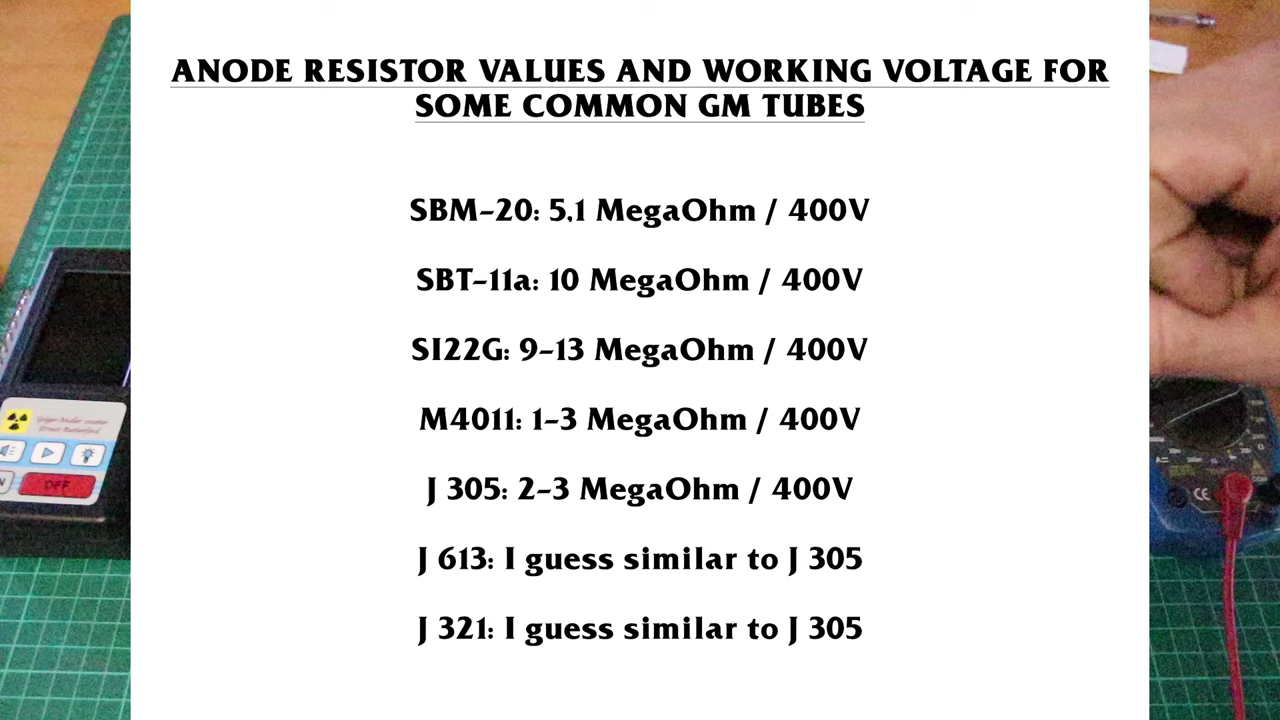 ANODE RESISTOR VALUES AND WORKING VOLTAGE FOR
SOME COMMON GM TUBES
SBM-20: 5,1 MegaOhm / 400V
SBT-11a: 10 MegaOhm / 400V
SI22G: 9-13 MegaOhm / 400V
M4011: 1-3 MegaOhm / 400V
J 305: 2-3 MegaOhm / 400V
J 613: I guess similar to J 305
J 321: I guess similar to J 305
OFF
CE